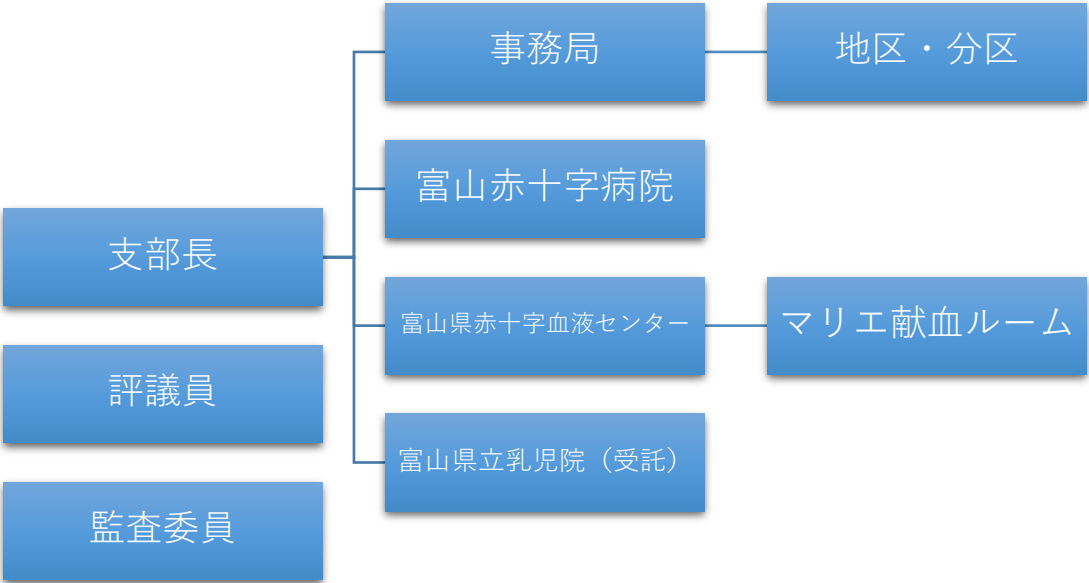 事務局
地区・分区
富山赤十字病院
支部長
富山県赤十字血液センター
マリエ献血ルーム
評議員
富山県立乳児院（受託）
監査委員